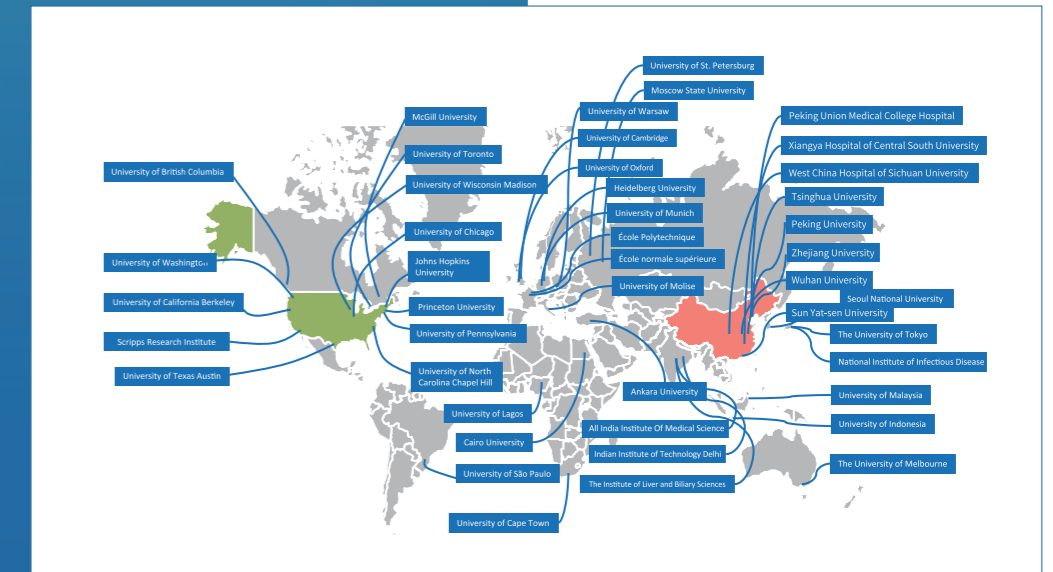 University of St. Petersburg
Moscow State University
University of Warsaw
McGill University
Peking Union Medical College Hospital
University of Cambridge
Xiangya Hospital of Central South University
University of Toronto
University of Oxford
University of British Columbia
West China Hospital of Sichuan University
University of Wisconsin Madison
Heidelberg University
Tsinghua University
University of Munich
Peking University
University of Chicago
École Polytechnique
Zhejiang University
École normale supérieure
University of Washington
Johns Hopkins
University
Wuhan University
University of Molise
Seoul National University
University of California Berkeley
Princeton University
Sun Yat-sen University
University of Pennsylvania
The University of Tokyo
Scripps Research Institute
National Institute of Infectious Disease
University of Texas Austin
University of North
Carolina Chapel Hill
Ankara University
University of Malaysia
University of Lagos
All India Institute Of Medical Science
University of Indonesia
Cairo University
Indian Institute of Technology Delhi
The University of Melbourne
University of São Paulo
The Institute of Liver and Biliary Sciences
University of Cape Town